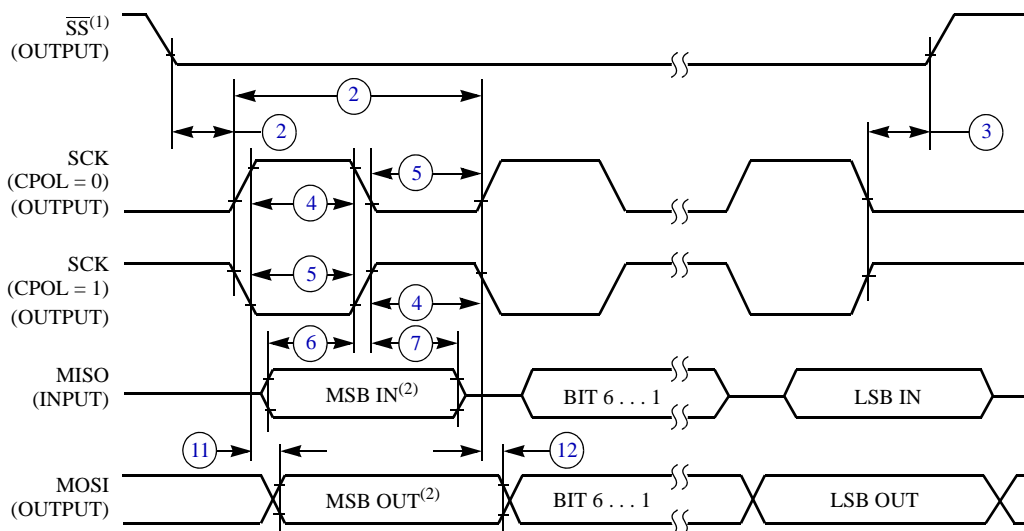 SS(1)
(OUTPUT)
2
2
3
SCK
(CPOL = 0)
(OUTPUT)
5
4
SCK
(CPOL = 1)
(OUTPUT)
5
4
6
7
MISO
(INPUT)
MSB IN(2)
BIT 6 . . . 1
LSB IN
11
12
MOSI
(OUTPUT)
MSB OUT(2)
BIT 6 . . . 1
LSB OUT